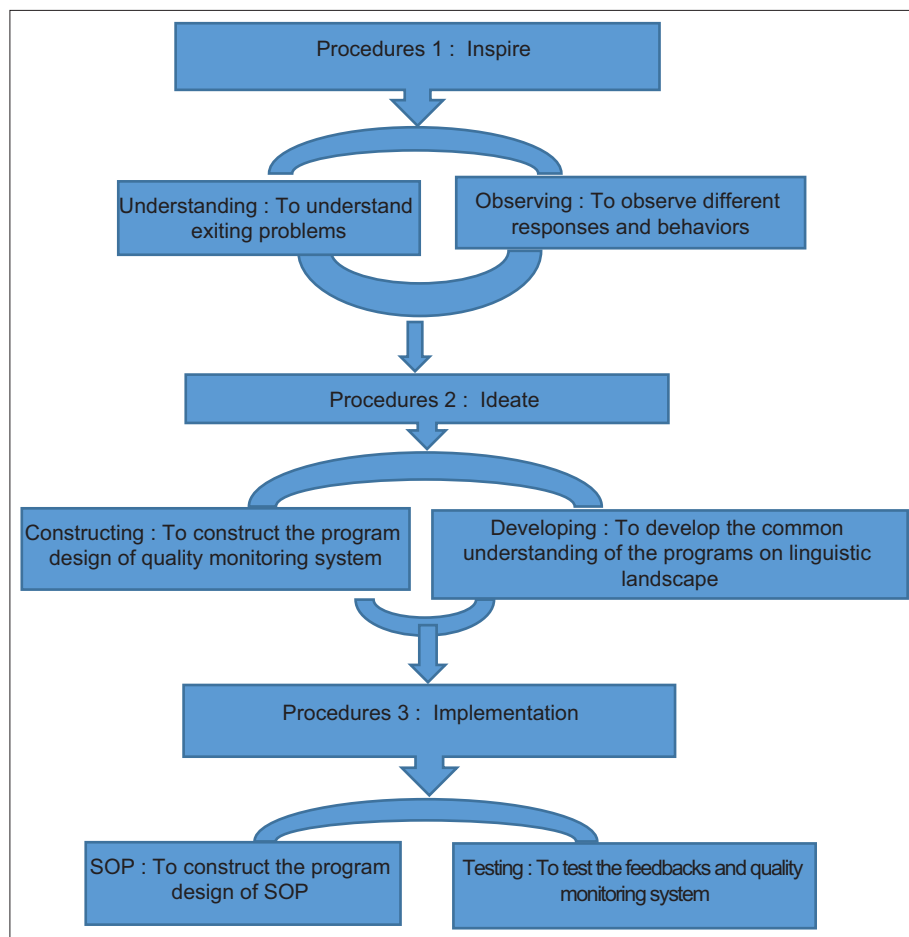 Procedures 1 : Inspire
Understanding : To understand
exiting problems
Observing : To observe different
responses and behaviors
Procedures 2 : Ideate
Constructing : To construct the program
design of quality monitoring system
Developing : To develop the common
understanding of the programs on linguistic
landscape
Procedures 3 : Implementation
SOP : To construct the program
design of SOP
Testing : To test the feedbacks and quality
monitoring system